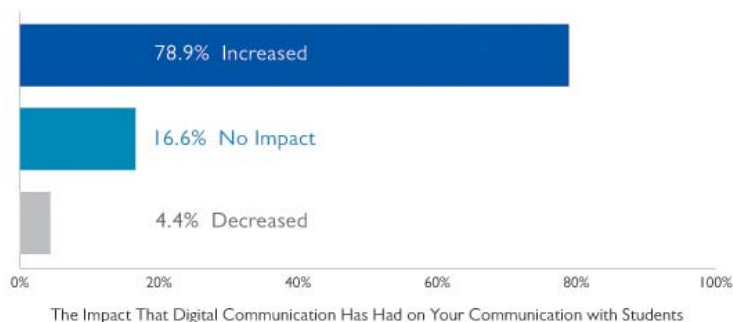 78.9% Increased
16.6% No Impact
4.4% Decreased
0% 20% 40% 60% 80% 100%
The Impact That Digital Communication Has Had on Your Communication with Students